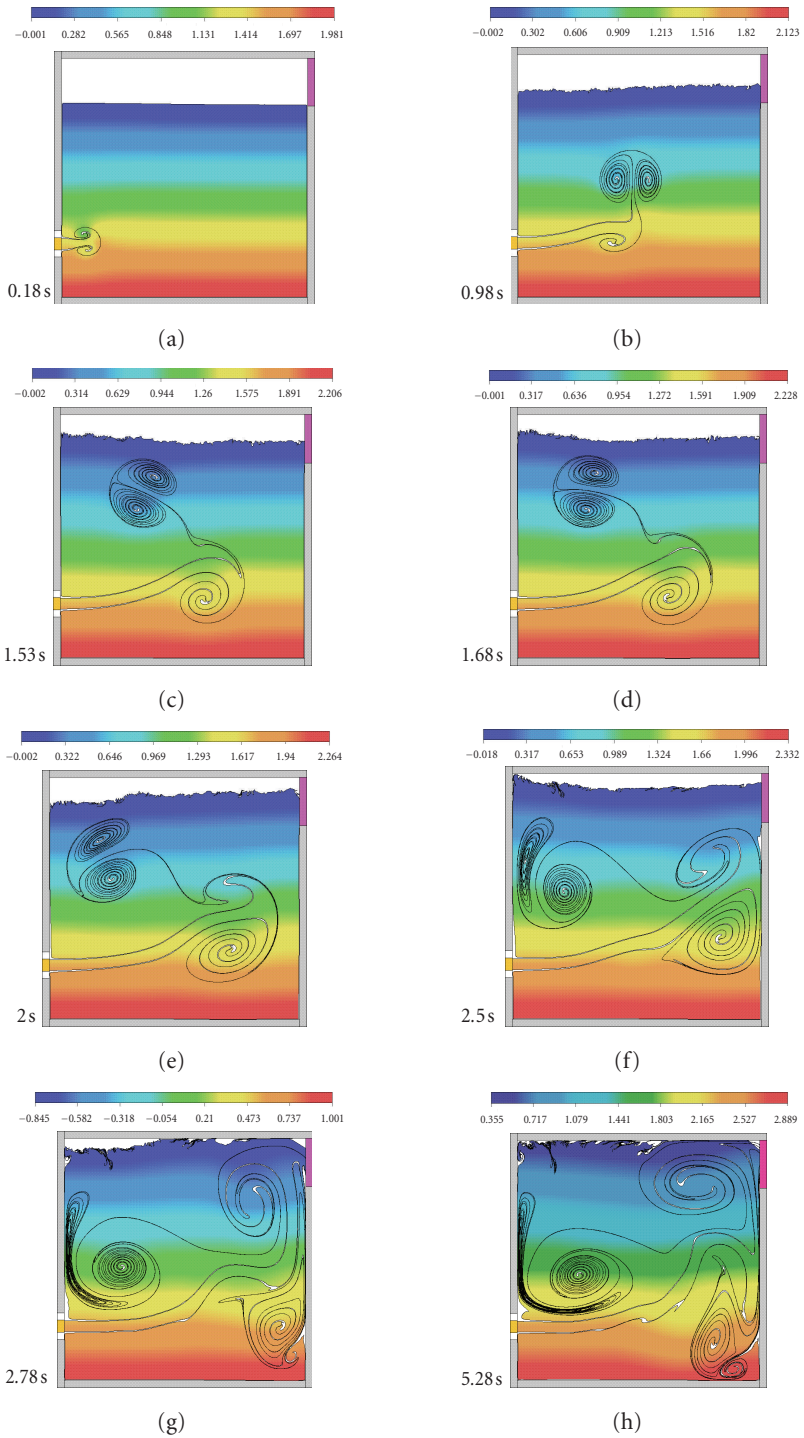 −0.001 0.282 0.565 0.848 1.131 1.414 1.697 1.981
0.18 s
(a)
−0.002 0.302 0.606 0.909 1.213 1.516 1.82 2.123
0.98 s
(b)
−0.002 0.314 0.629 0.944 1.26 1.575 1.891 2.206
1.53 s
(c)
−0.001 0.317 0.636 0.954 1.272 1.591 1.909 2.228
1.68 s
(d)
−0.002 0.322 0.646 0.969 1.293 1.617 1.94 2.264
2 s
(e)
−0.018 0.317 0.653 0.989 1.324 1.66 1.996 2.332
2.5 s
(f)
−0.845 −0.582 −0.318 −0.054 0.21 0.473 0.737 1.001
2.78 s
(g)
0.355 0.717 1.079 1.441 1.803 2.165 2.527 2.889
5.28 s
(h)